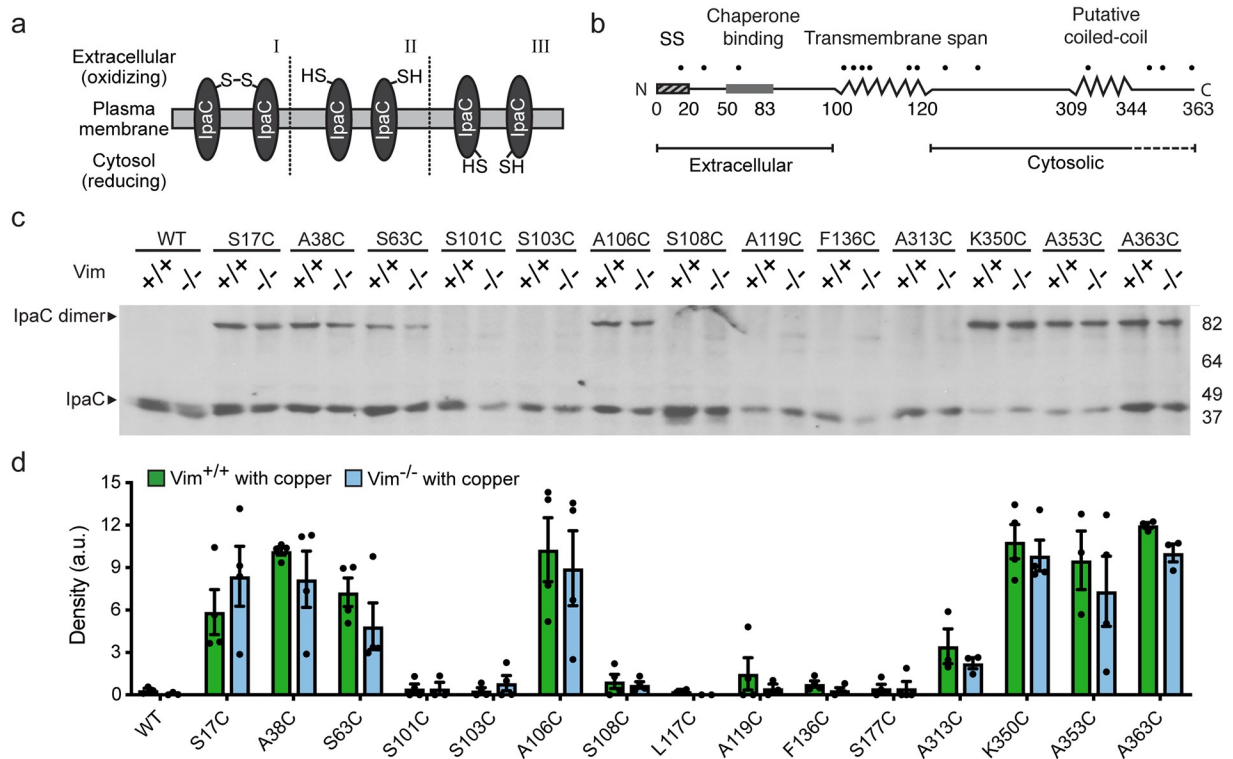 a
I II III
Extracellular
(oxidizing)
S-S HS SH
Plasma
membrane
IpaC IpaC IpaC IpaC IpaC IpaC
Cytosol
(reducing)
HS SH
b
SS Chaperone
binding Transmembrane span Putative
coiled-coil
N C
0 20 50 83 100 120 309 344 363
Extracellular Cytosolic
c
WT S17C A38C S63C S101C S103C A106C S108C A119C F136C A313C K350C A353C A363C
Vim +/+ -/- +/+ -/- +/+ -/- +/+ -/- +/+ -/- +/+ -/- +/+ -/- +/+ -/- +/+ -/- +/+ -/- +/+ -/- +/+ -/- +/+ -/- +/+ -/-
IpaC dimer 82
64
49
IpaC 37
d
Vim+/+ with copper Vim-/- with copper
Density (a.u.)
15
12
9
6
3
0
WT S17C A38C S63C S101C S103C A106C S108C L117C A119C F136C S177C A313C K350C A353C A363C